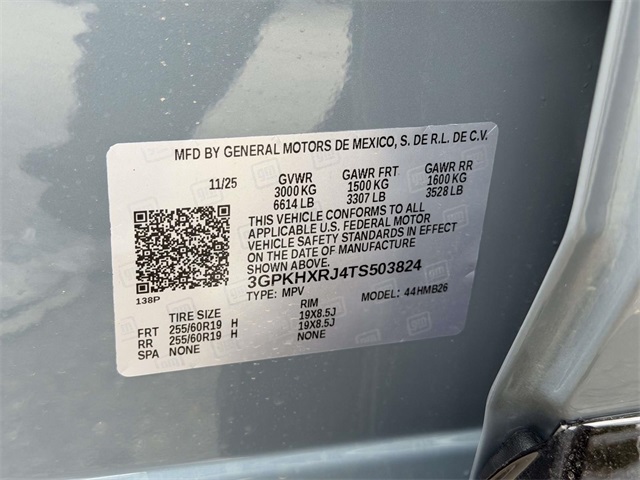 MFD BY GENERAL MOTORS DE MEXICO, S. DE R.L. DE C.V.
11/25 GVWR GAWR FRT GAWR RR
3000 KG 1500 KG 1600 KG
6614 LB 3307 LB 3528 LB
THIS VEHICLE CONFORMS TO ALL
APPLICABLE U.S. FEDERAL MOTOR
VEHICLE SAFETY STANDARDS IN EFFECT
ON THE DATE OF MANUFACTURE
SHOWN ABOVE.
3GPKHXRJ4TS503824
138P TYPE: MPV MODEL: 44HMB26
TIRE SIZE RIM
FRT 255/60R19 H 19X8.5J
RR 255/60R19 H 19X8.5J
SPA NONE NONE